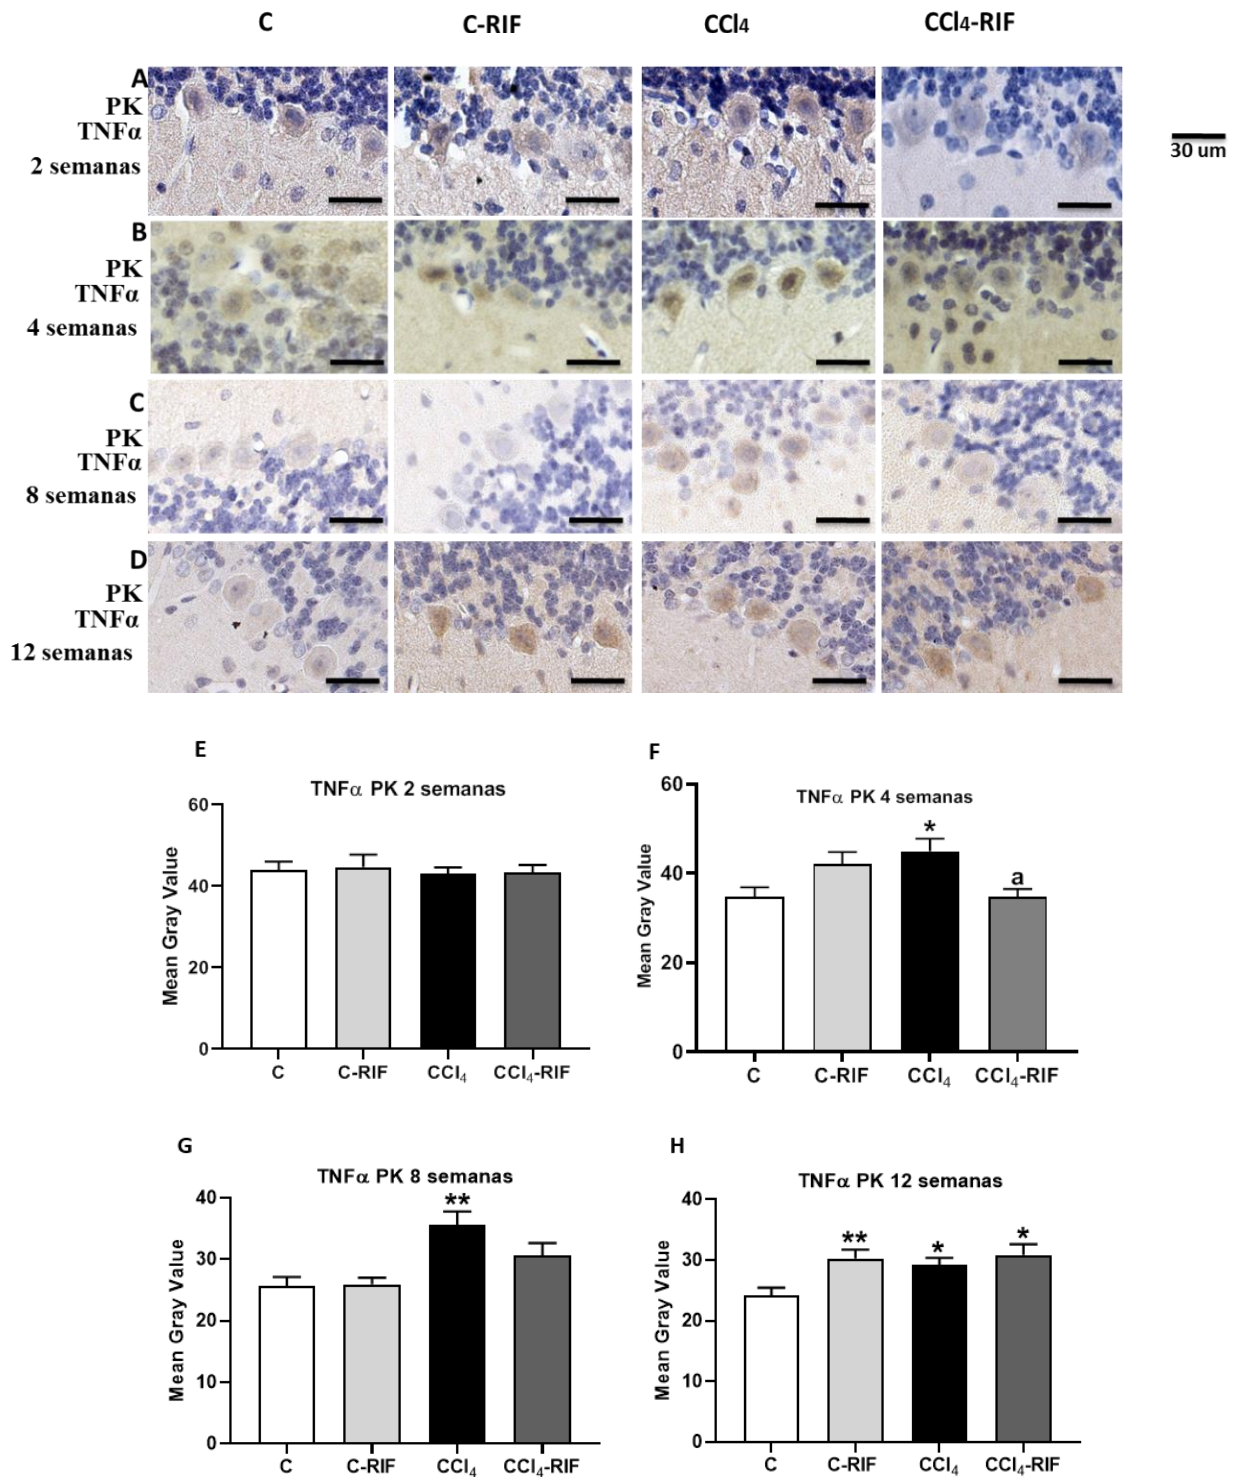 C C-RIF CCl4 CCl4-RIF
A
PK
TNFα
2 semanas
30 um
B
PK
TNFα
4 semanas
C
PK
TNFα
8 semanas
D
PK
TNFα
12 semanas
E
TNFα PK 2 semanas
Mean Gray Value
60
40
20
0
C C-RIF CCl4 CCl4-RIF
F
TNFα PK 4 semanas
Mean Gray Value
60
40
20
0
*
a
C C-RIF CCl4 CCl4-RIF
G
TNFα PK 8 semanas
Mean Gray Value
40
30
20
10
0
**
C C-RIF CCl4 CCl4-RIF
H
TNFα PK 12 semanas
Mean Gray Value
40
30
20
10
0
** * *
C C-RIF CCl4 CCl4-RIF